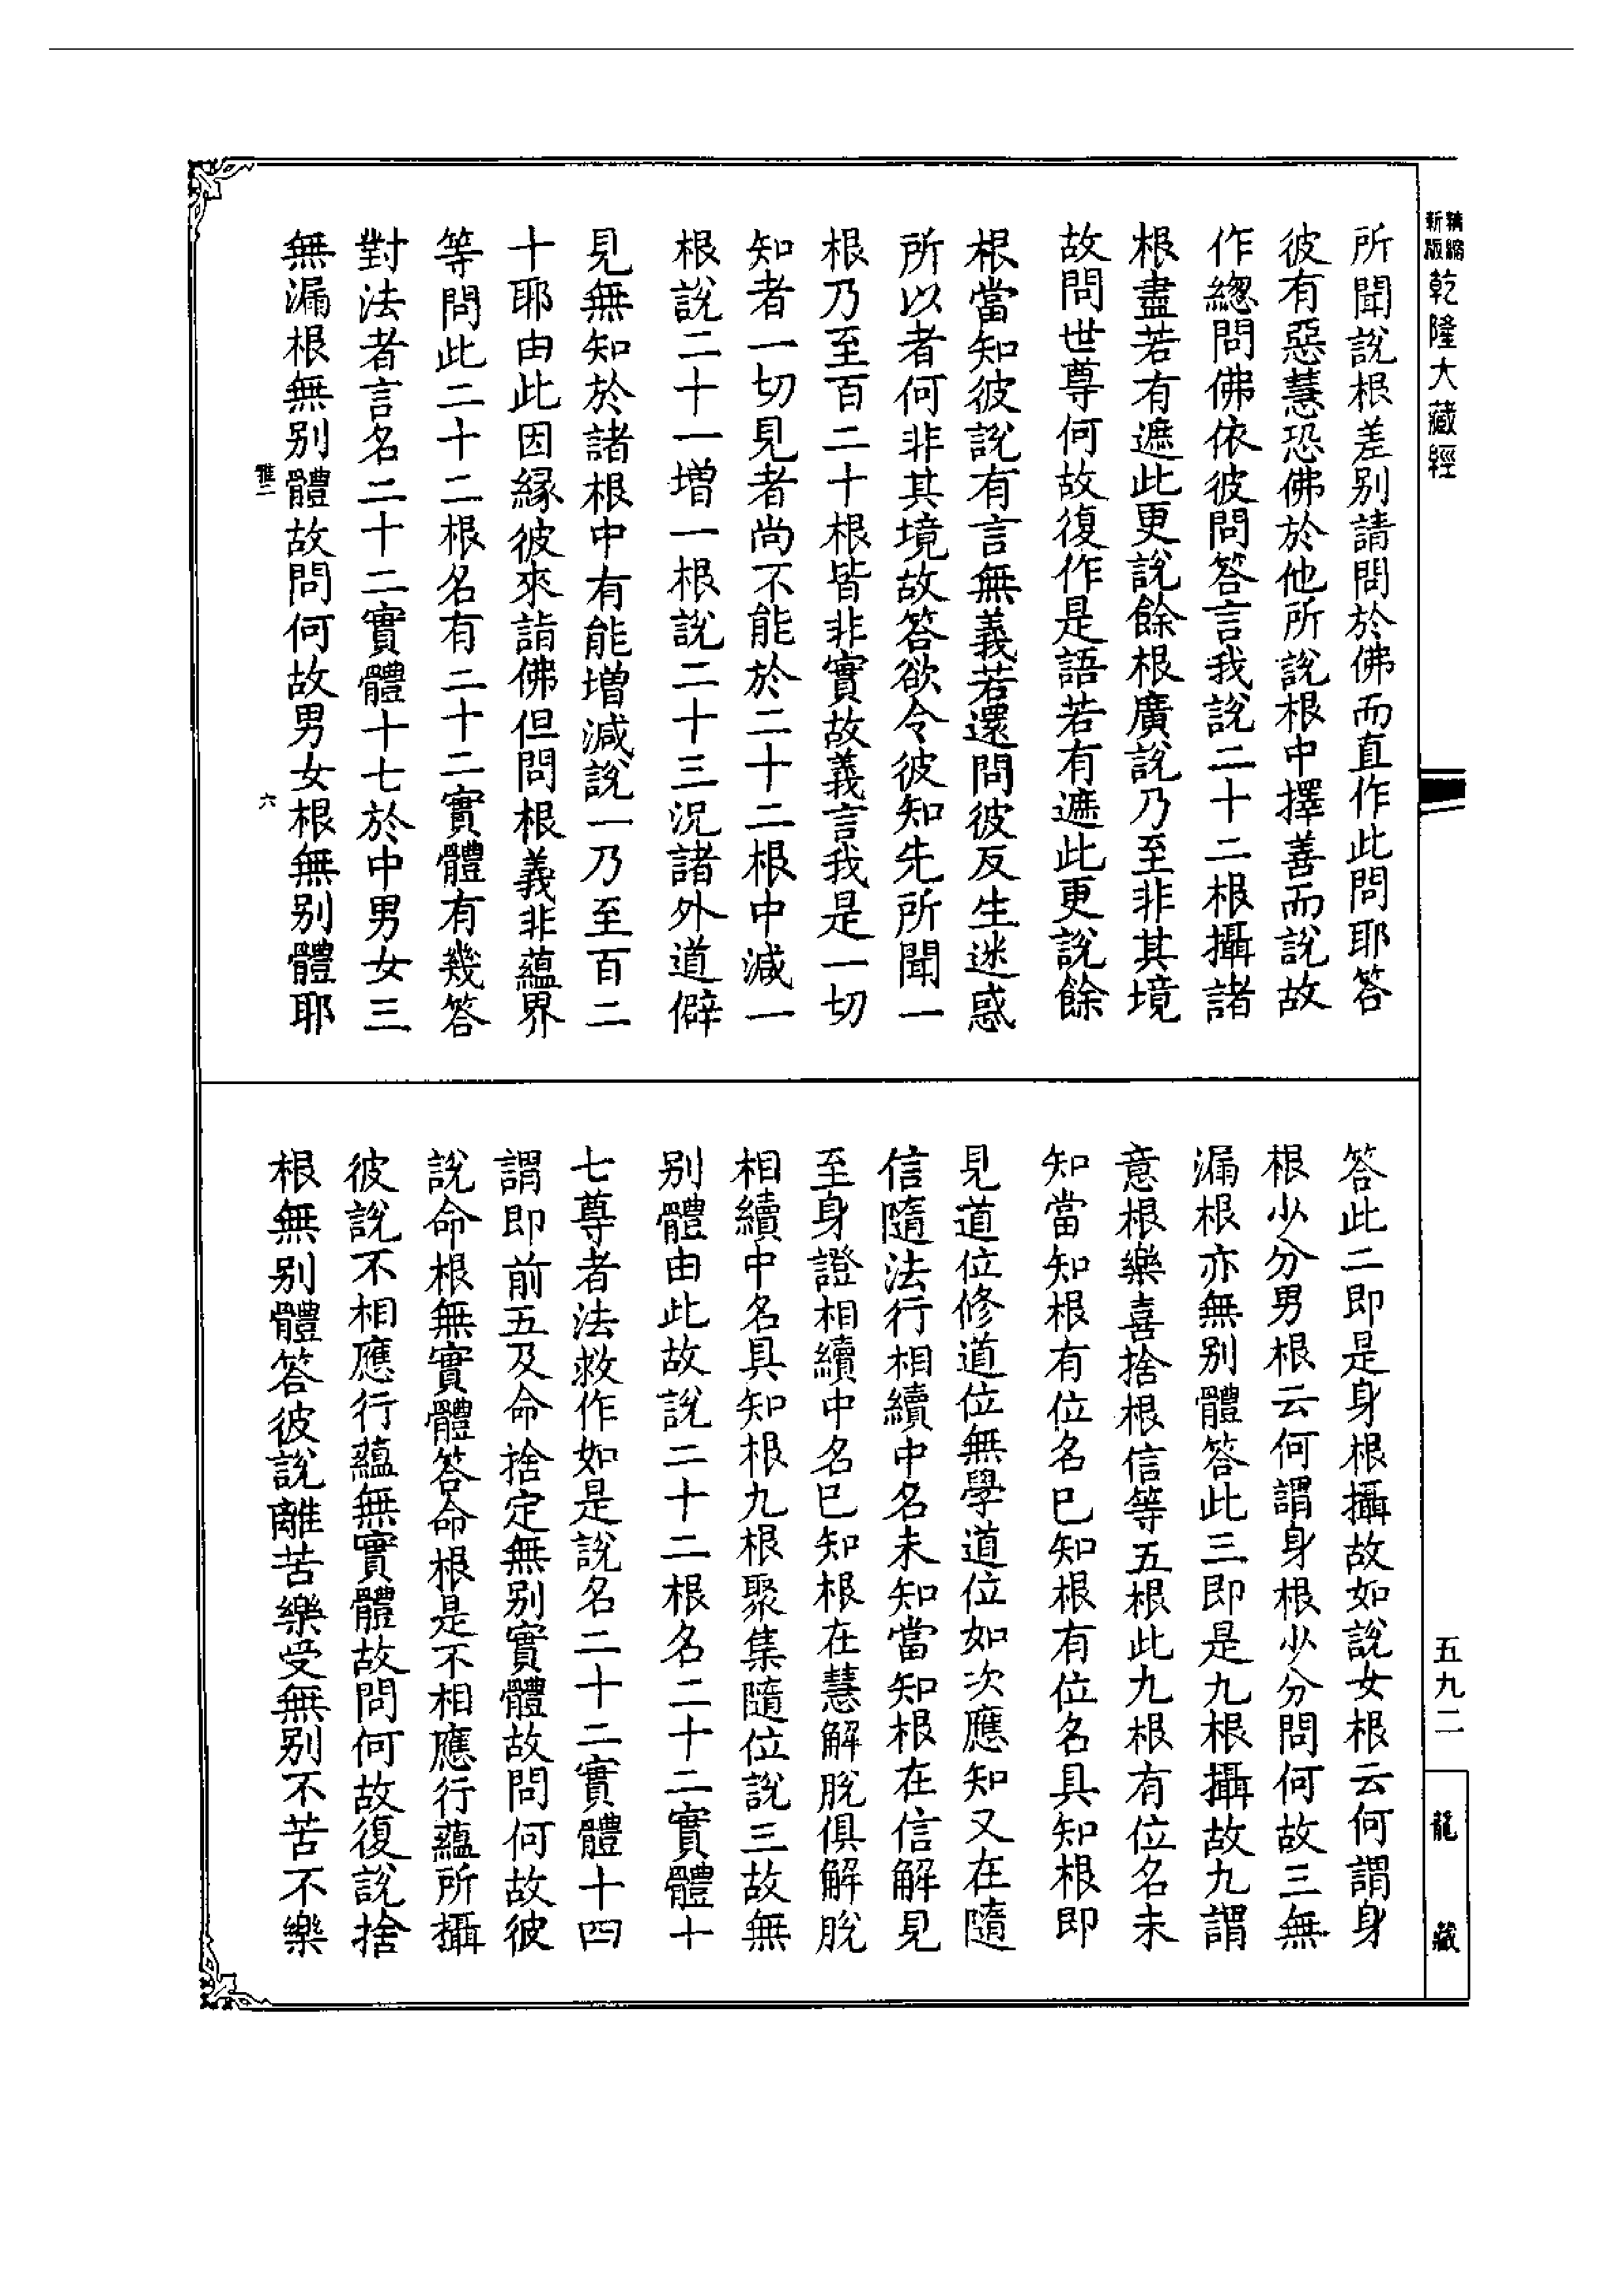 精縮新版乾隆大藏經
所聞說根差別請問於佛而直作此問耶答
彼有惡慧恐佛於他所說根中擇善而說故
作總問佛依彼問答言我說二十二根攝諸
根盡若有遮此更說餘根廣說乃至非其境
故問世尊何故復作是語若有遮此更說餘
根當知彼說有言無義若還問彼反生迷惑
所以者何非其境故答欲令彼知先所聞一
根乃至百二十根皆非實故義言我是一切
知者一切見者尚不能於二十二根中減一
根說二十一增一根說二十三況諸外道僻
見無知於諸根中有能增減說一乃至百二
十耶由此因緣彼來詣佛但問根義非蘊界
等問此二十二根名有二十二實體有幾答
對法者言名二十二實體十七於中男女三
無漏根無別體故問何故男女根無別體耶
雅二
六
答此二即是身根攝故如說女根云何謂身
根少分男根云何謂身根少分問何故三無
漏根亦無別體答此三即是九根攝故九謂
意根樂喜捨根信等五根此九根有位名未
知當知根有位名已知根有位名具知根即
見道位修道位無學道位如次應知又在隨
信隨法行相續中名未知當知根在信解見
至身證相續中名已知根在慧解脫俱解脫
相續中名具知根九根聚集隨位說三故無
別體由此故說二十二根名二十二實體十
七尊者法救作如是說名二十二實體十四
謂即前五及命捨定無別實體故問何故彼
說命根無實體答命根是不相應行蘊所攝
彼說不相應行蘊無實體故問何故復說捨
根無別體答彼說離苦樂受無別不苦不樂
五九二
龍藏